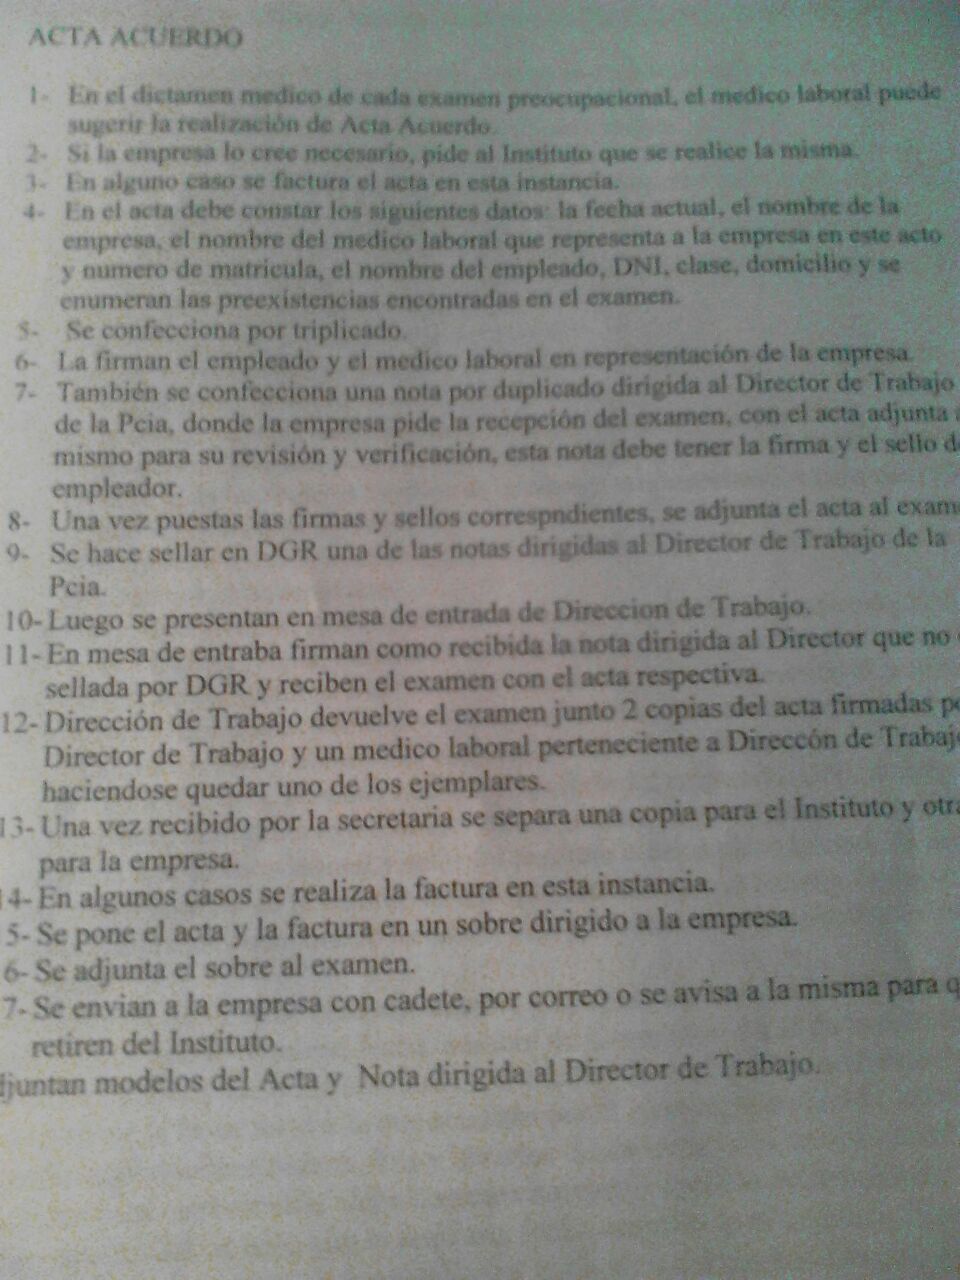 ACTA ACUERDO
1- En el dictamen medico de cada examen preocupacional, el medico laboral puede
sugerir la realización de Acta Acuerdo.
2- Si la empresa lo cree necesario, pide al Instituto que se realice la misma.
3- En alguno caso se factura el acta en esta instancia.
4- En el acta debe constar los siguientes datos: la fecha actual, el nombre de la
empresa, el nombre del medico laboral que representa a la empresa en este acto
y numero de matricula, el nombre del empleado, DNI, clase, domicilio y se
enumeran las preexistencias encontradas en el examen.
5- Se confecciona por triplicado.
6- La firman el empleado y el medico laboral en representación de la empresa.
7- También se confecciona una nota por duplicado dirigida al Director de Trabajo
de la Pcia, donde la empresa pide la recepción del examen, con el acta adjunta a
mismo para su revisión y verificación, esta nota debe tener la firma y el sello de
empleador.
8- Una vez puestas las firmas y sellos correspndientes, se adjunta el acta al exame
9- Se hace sellar en DGR una de las notas dirigidas al Director de Trabajo de la
Pcia.
10- Luego se presentan en mesa de entrada de Direccion de Trabajo.
11- En mesa de entraba firman como recibida la nota dirigida al Director que no
sellada por DGR y reciben el examen con el acta respectiva.
12- Dirección de Trabajo devuelve el examen junto 2 copias del acta firmadas po
Director de Trabajo y un medico laboral perteneciente a Direccón de Trabajo
haciendose quedar uno de los ejemplares.
13- Una vez recibido por la secretaria se separa una copia para el Instituto y otra
para la empresa.
14- En algunos casos se realiza la factura en esta instancia.
5- Se pone el acta y la factura en un sobre dirigido a la empresa.
6- Se adjunta el sobre al examen.
7- Se envian a la empresa con cadete, por correo o se avisa a la misma para q
retiren del Instituto.
djuntan modelos del Acta y Nota dirigida al Director de Trabajo.